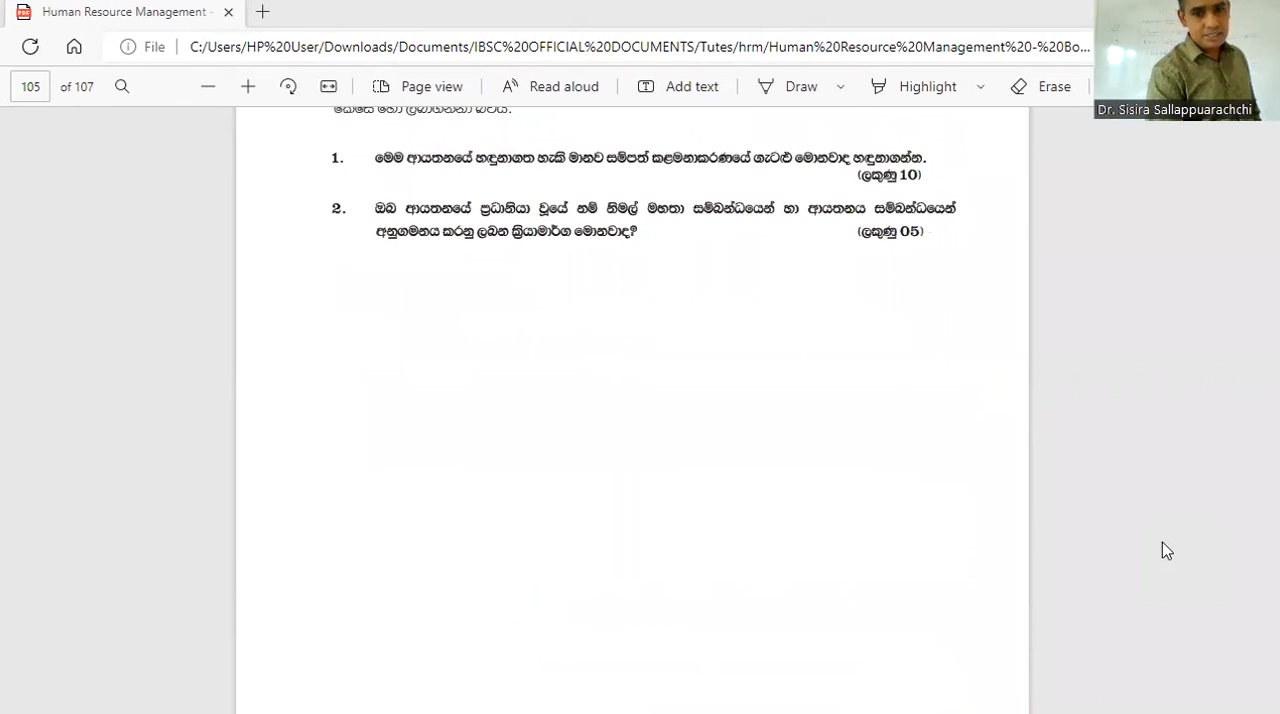 Human Resource Management -
File
C:/Users/HP%20User/Downloads/Documents/IBSC%20OFFICIAL%20DOCUMENTS/Tutes/hrm/Human%20Resource%20Management%20-%20Bo...
105 of 107
Page view
Read aloud
Add text
Draw
Highlight
Erase
Dr. Sisira Sallappuarachchi
1. මෙම ආයතනයේ හඳුනාගත හැකි මානව සම්පත් කළමනාකරණයේ ගැටළු මොනවාද හඳුනාගන්න.
(ලකුණු 10)
2. ඔබ ආයතනයේ ප්‍රධානියා වූයේ නම් නිමල් මහතා සම්බන්ධයෙන් හා ආයතනය සම්බන්ධයෙන්
අනුගමනය කරනු ලබන ක්‍රියාමාර්ග මොනවාද? (ලකුණු 05)